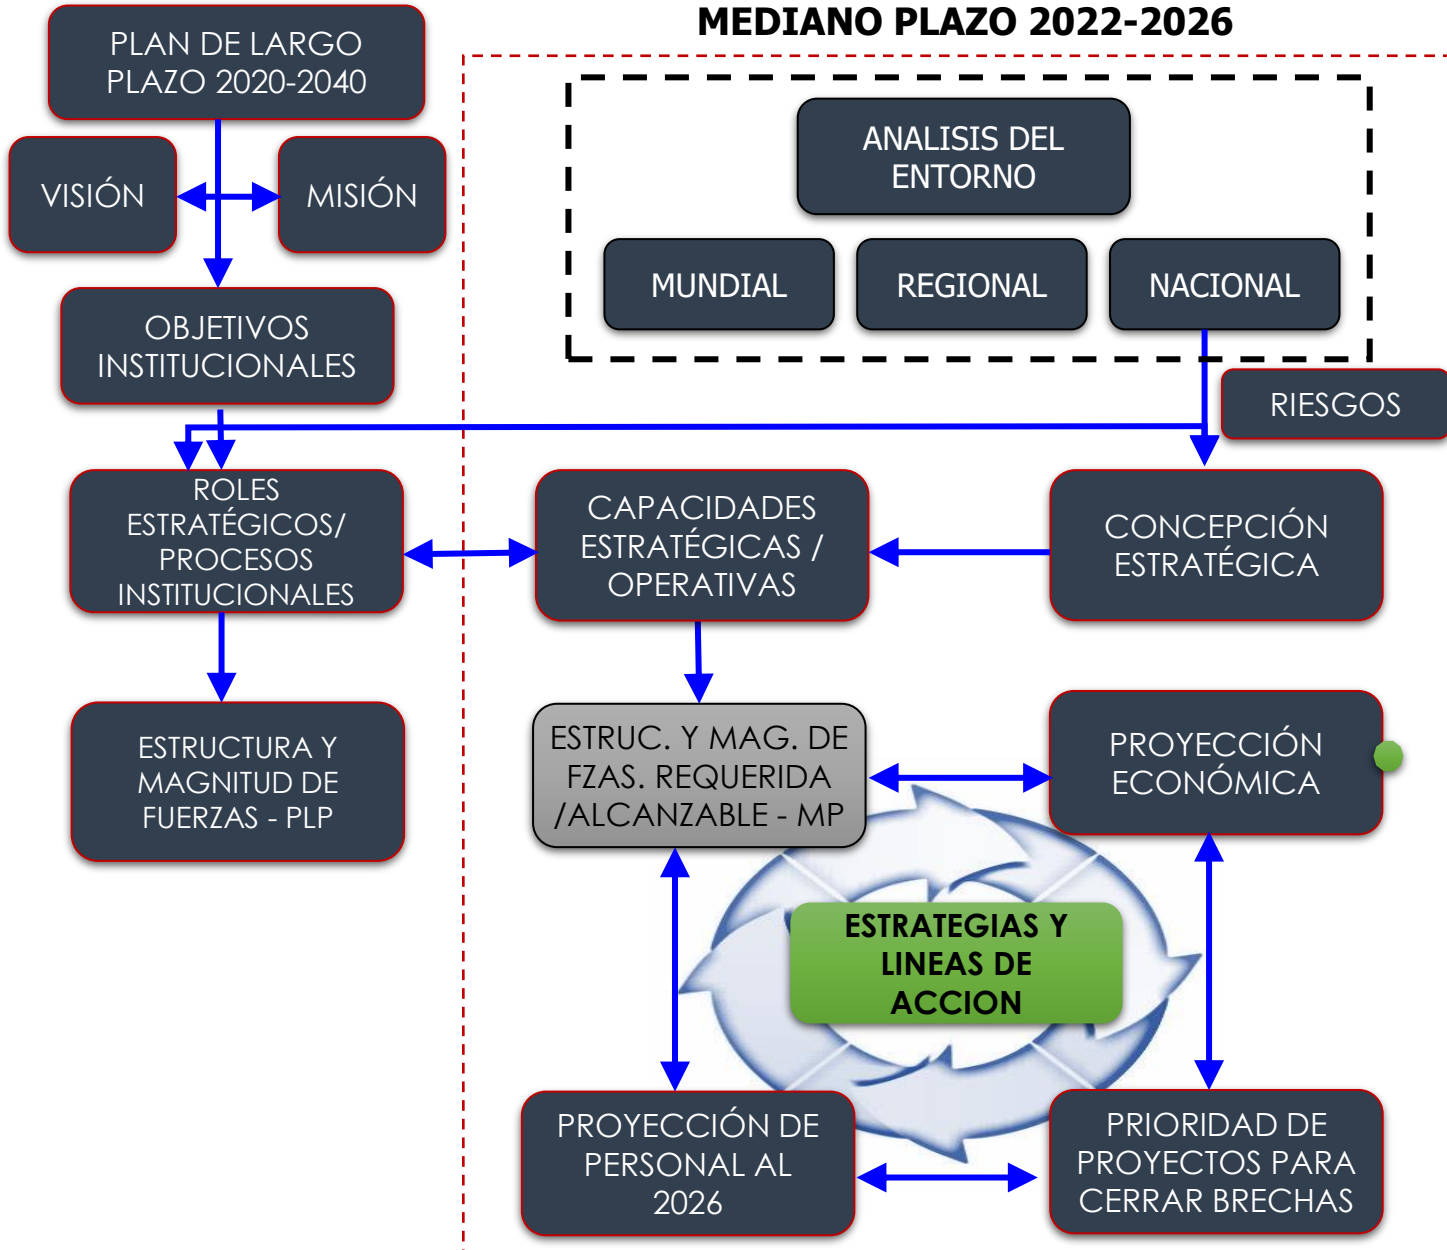 MEDIANO PLAZO 2022-2026
PLAN DE LARGO
PLAZO 2020-2040
VISIÓN
MISIÓN
OBJETIVOS
INSTITUCIONALES
ANALISIS DEL
ENTORNO
MUNDIAL
REGIONAL
NACIONAL
RIESGOS
ROLES
ESTRATÉGICOS/
PROCESOS
INSTITUCIONALES
CAPACIDADES
ESTRATÉGICAS /
OPERATIVAS
CONCEPCIÓN
ESTRATÉGICA
ESTRUCTURA Y
MAGNITUD DE
FUERZAS - PLP
ESTRUC. Y MAG. DE
FZAS. REQUERIDA
/ALCANZABLE - MP
PROYECCIÓN
ECONÓMICA
ESTRATEGIAS Y
LINEAS DE
ACCION
PROYECCIÓN DE
PERSONAL AL
2026
PRIORIDAD DE
PROYECTOS PARA
CERRAR BRECHAS